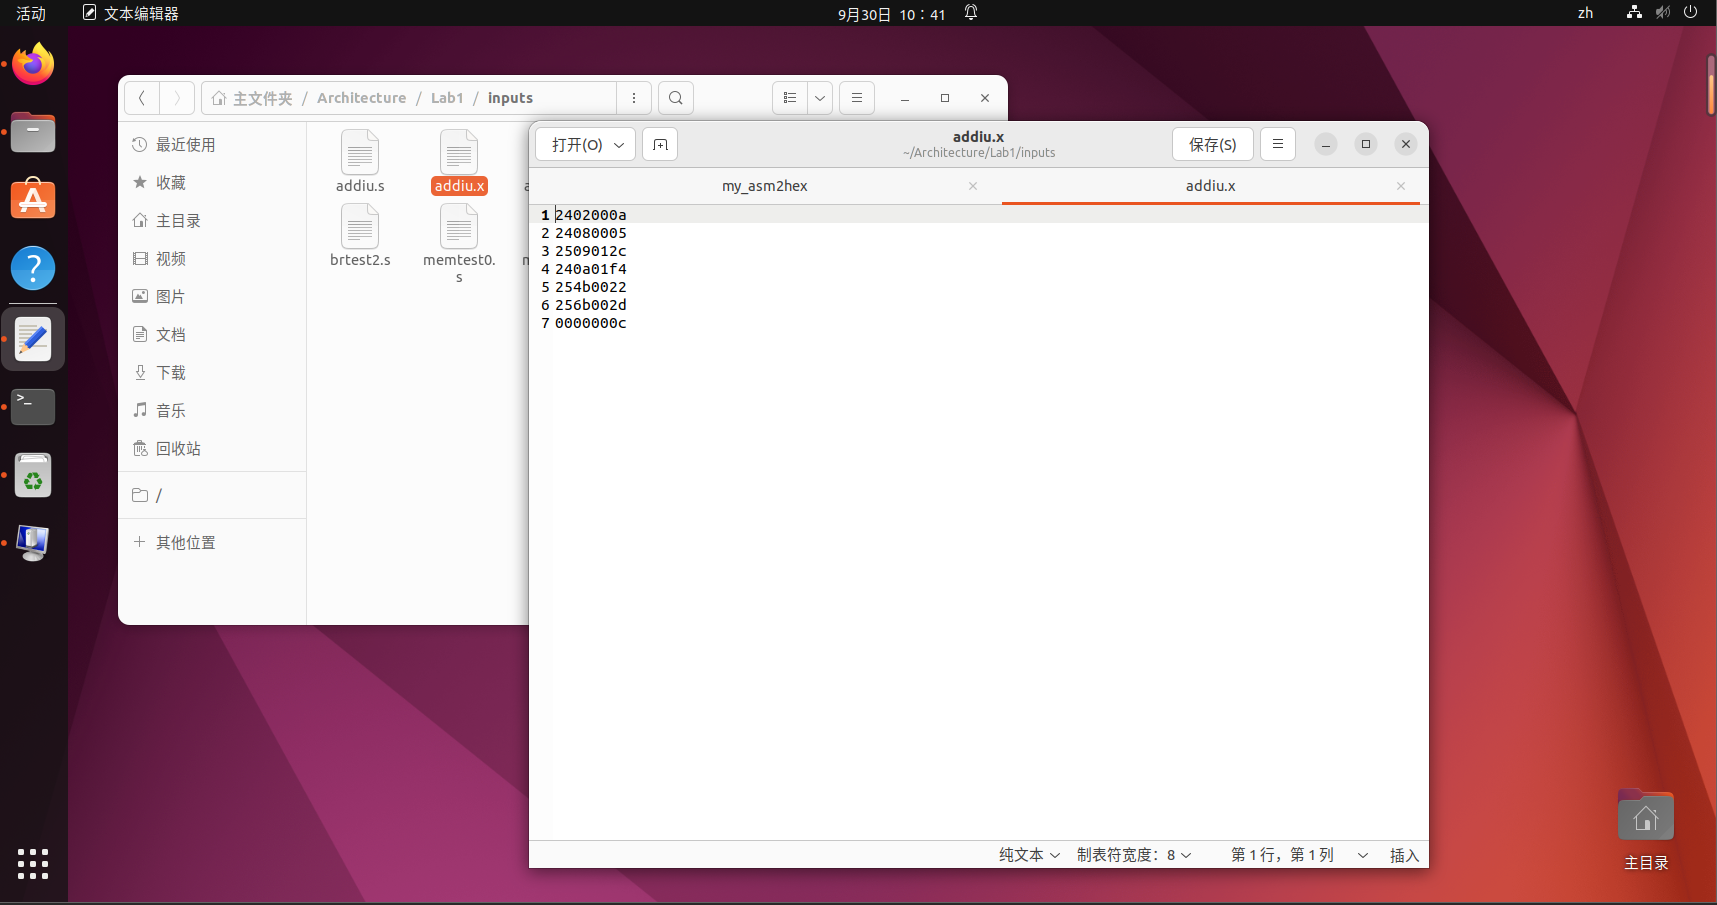 活动
文本编辑器
9月30日 10：41
zh
主文件夹 / Architecture / Lab1 / inputs
最近使用
收藏
主目录
视频
图片
文档
下载
音乐
回收站
/
其他位置
addiu.s
addiu.x
brtest2.s
memtest0.
s
打开(O)
addiu.x
~/Architecture/Lab1/inputs
保存(S)
my_asm2hex
addiu.x
1 2402000a
2 24080005
3 2509012c
4 240a01f4
5 254b0022
6 256b002d
7 0000000c
纯文本
制表符宽度：8
第 1 行，第 1 列
插入
主目录